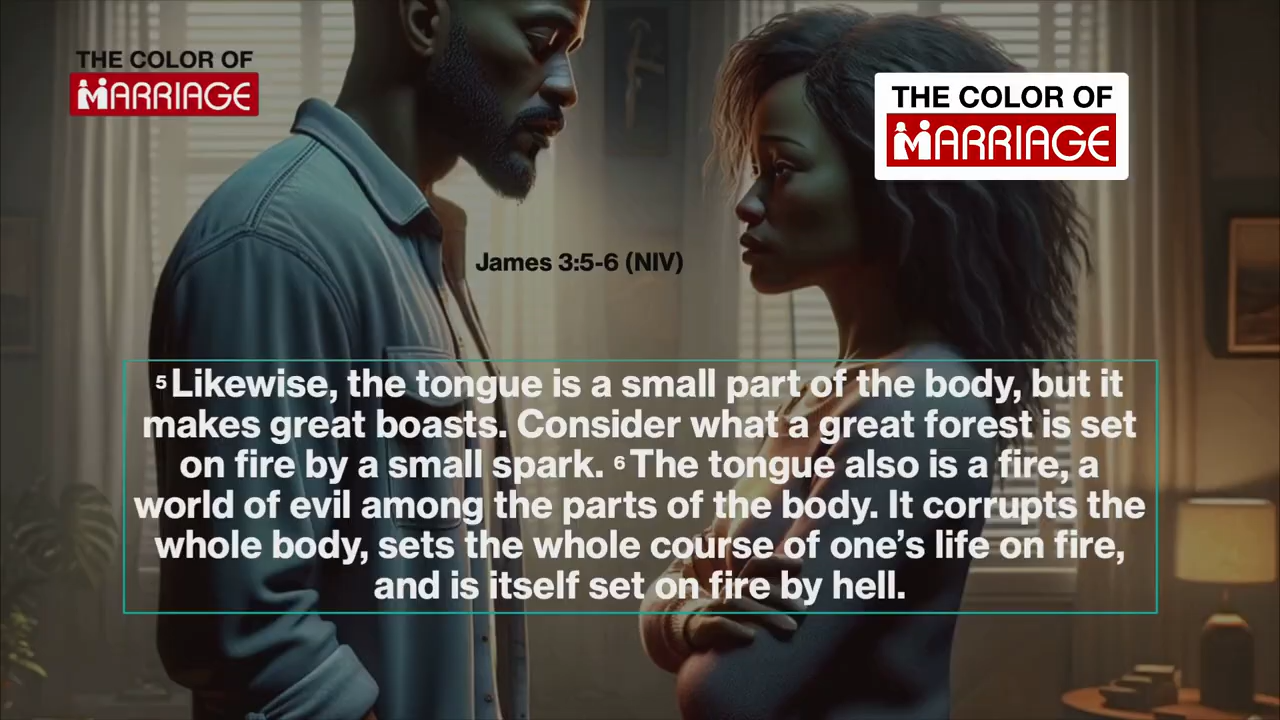 THE COLOR OF
MARRIAGE
THE COLOR OF
MARRIAGE
James 3:5-6 (NIV)
⁵ Likewise, the tongue is a small part of the body, but it
makes great boasts. Consider what a great forest is set
on fire by a small spark. ⁶ The tongue also is a fire, a
world of evil among the parts of the body. It corrupts the
whole body, sets the whole course of one’s life on fire,
and is itself set on fire by hell.